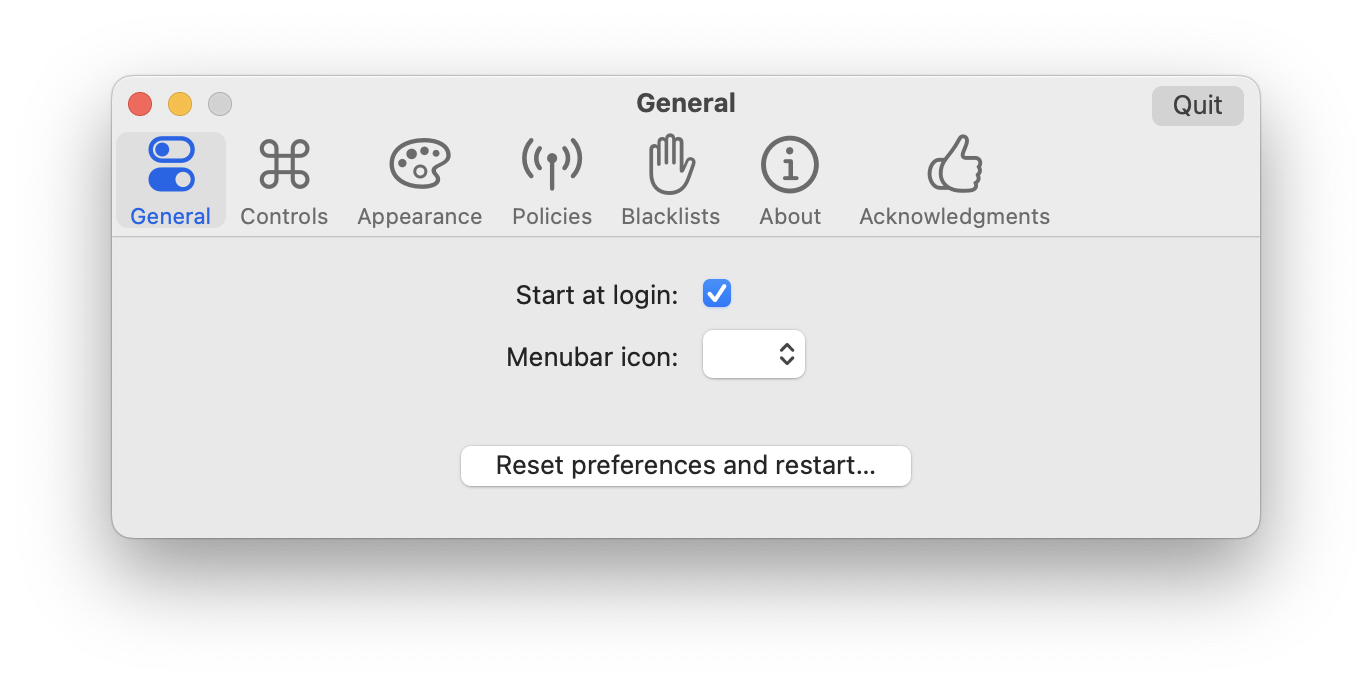 General
Quit
General
Controls
Appearance
Policies
Blacklists
About
Acknowledgments
Start at login:
Menubar icon:
Reset preferences and restart...